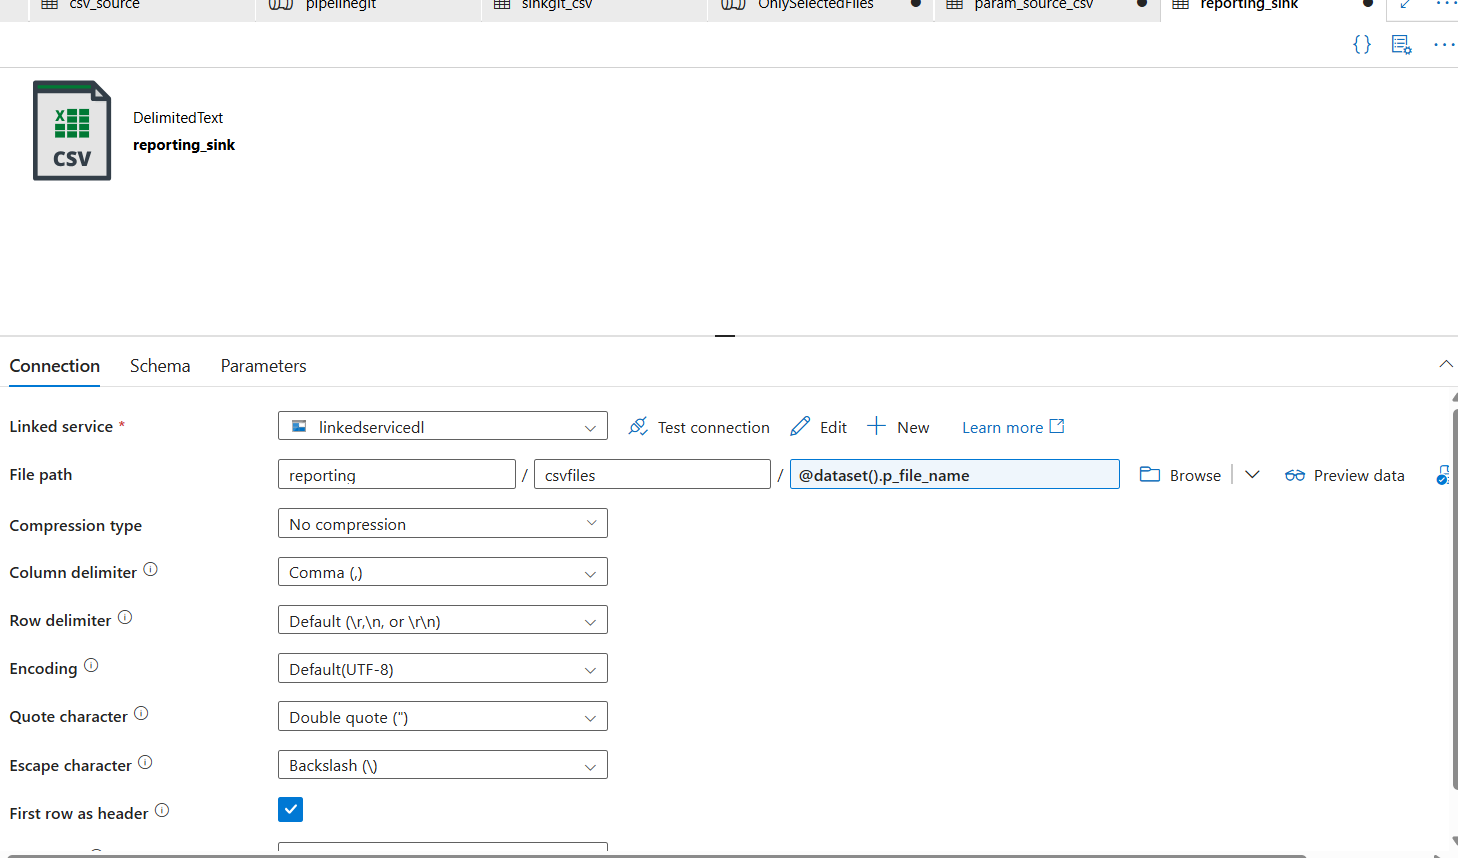 csv_source pipelinegit sinkgit_csv OnlySelectedFiles param_source_csv reporting_sink
{} ...
DelimitedText
reporting_sink
X
CSV
Connection Schema Parameters
Linked service * linkedservicedl Test connection Edit New Learn more
File path reporting / csvfiles / @dataset().p_file_name Browse Preview data
Compression type No compression
Column delimiter Comma (,)
Row delimiter Default (\r,\n, or \r\n)
Encoding Default(UTF-8)
Quote character Double quote (")
Escape character Backslash (\)
First row as header